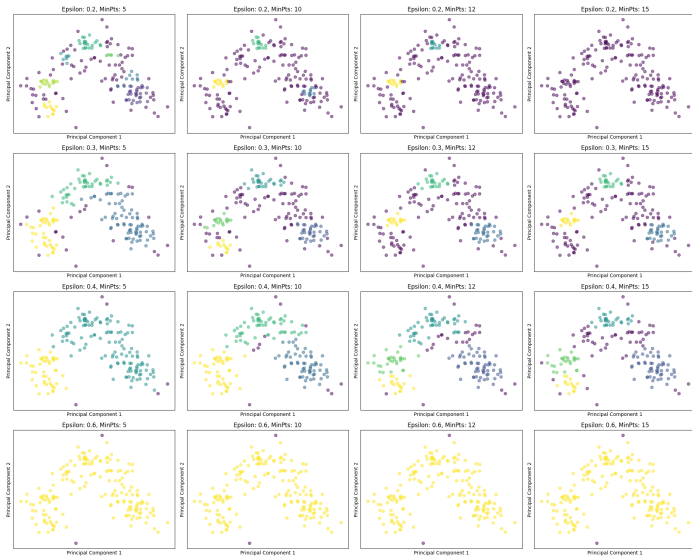 Epsilon: 0.2, MinPts: 5
Epsilon: 0.2, MinPts: 10
Epsilon: 0.2, MinPts: 12
Epsilon: 0.2, MinPts: 15
Principal Component 2
Principal Component 2
Principal Component 2
Principal Component 2
Principal Component 1
Principal Component 1
Principal Component 1
Principal Component 1
Epsilon: 0.3, MinPts: 5
Epsilon: 0.3, MinPts: 10
Epsilon: 0.3, MinPts: 12
Epsilon: 0.3, MinPts: 15
Principal Component 2
Principal Component 2
Principal Component 2
Principal Component 2
Principal Component 1
Principal Component 1
Principal Component 1
Principal Component 1
Epsilon: 0.4, MinPts: 5
Epsilon: 0.4, MinPts: 10
Epsilon: 0.4, MinPts: 12
Epsilon: 0.4, MinPts: 15
Principal Component 2
Principal Component 2
Principal Component 2
Principal Component 2
Principal Component 1
Principal Component 1
Principal Component 1
Principal Component 1
Epsilon: 0.6, MinPts: 5
Epsilon: 0.6, MinPts: 10
Epsilon: 0.6, MinPts: 12
Epsilon: 0.6, MinPts: 15
Principal Component 2
Principal Component 2
Principal Component 2
Principal Component 2
Principal Component 1
Principal Component 1
Principal Component 1
Principal Component 1